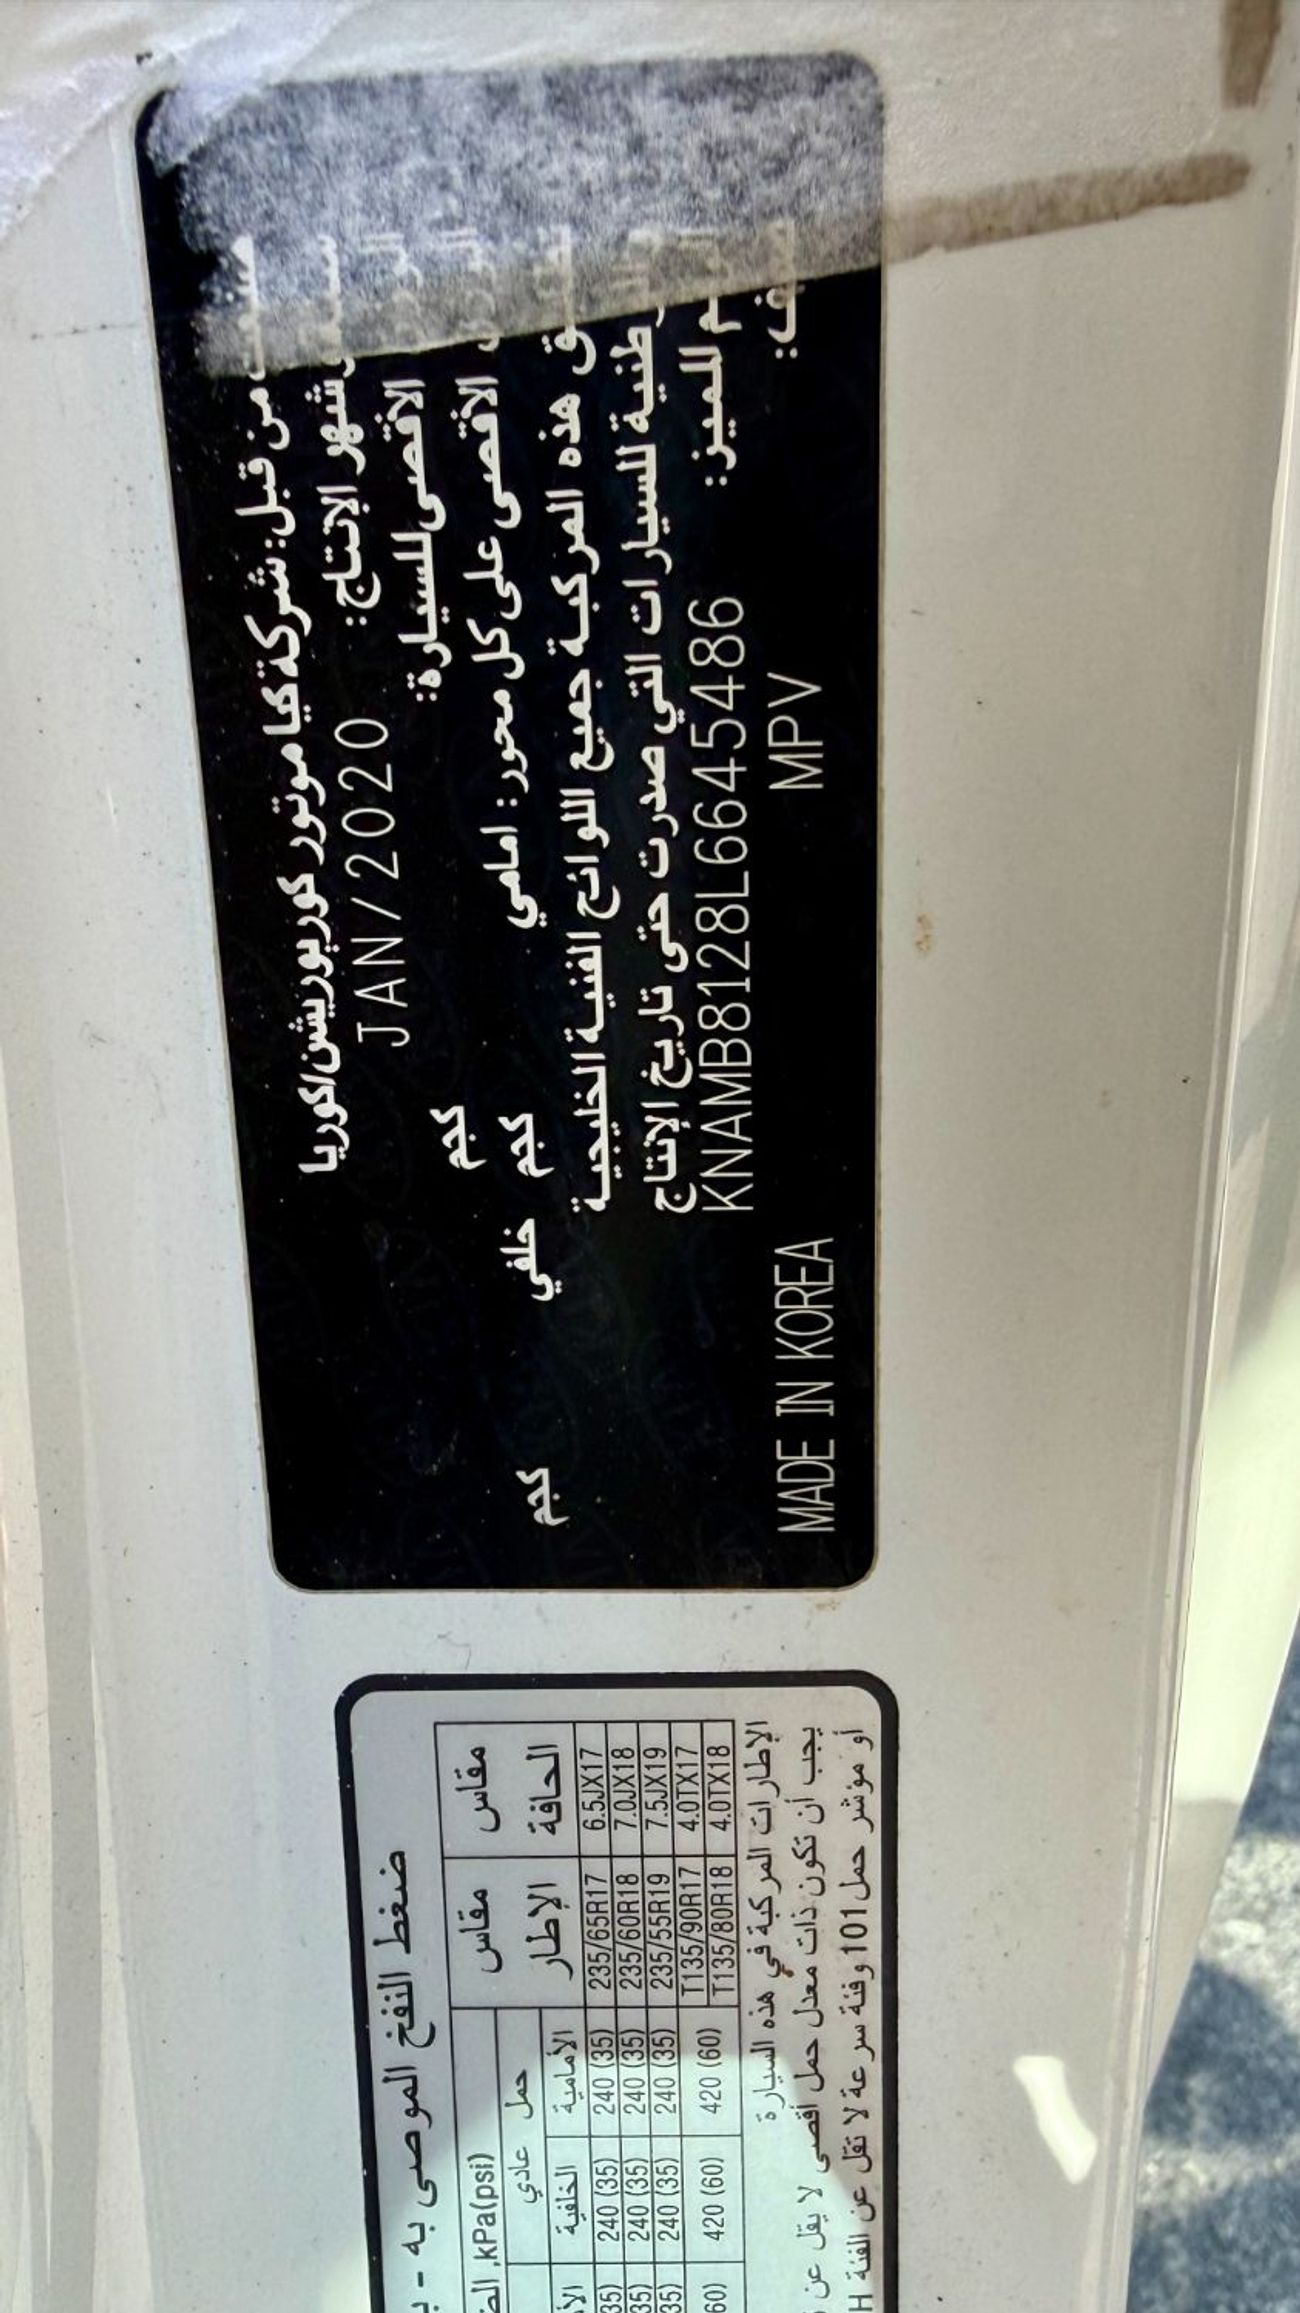 صنعت من قبل: شركة كيا موتور كوربوريشن/كوريا
شهر الإنتاج: JAN/2020
الأقصى للسيارة: كجم
الأقصى على كل محور: امامي كجم خلفي كجم
هذه المركبة جميع اللوائح الفنية الخليجية
للسيارات التي صدرت حتى تاريخ الإنتاج
المميز: KNAMB8128L6645486
MPV MADE IN KOREA
ضغط النفخ الموصى به -
مقاس الحافة مقاس الإطار kPa(psi),
حمل عادي
الأمامية الخلفية
6.5JX17 235/65R17 240 (35) 240 (35) 35)
7.0JX18 235/60R18 240 (35) 240 (35) 35)
7.5JX19 235/55R19 240 (35) 240 (35) 35)
4.0TX17 T135/90R17
4.0TX18 T135/80R18 420 (60) 420 (60) 60)
الإطارات المركبة في هذه السيارة
يجب أن تكون ذات معدل حمل أقصى لا يقل عن
أو مؤشر حمل 101 وفئة سرعة لا تقل عن الفئة H